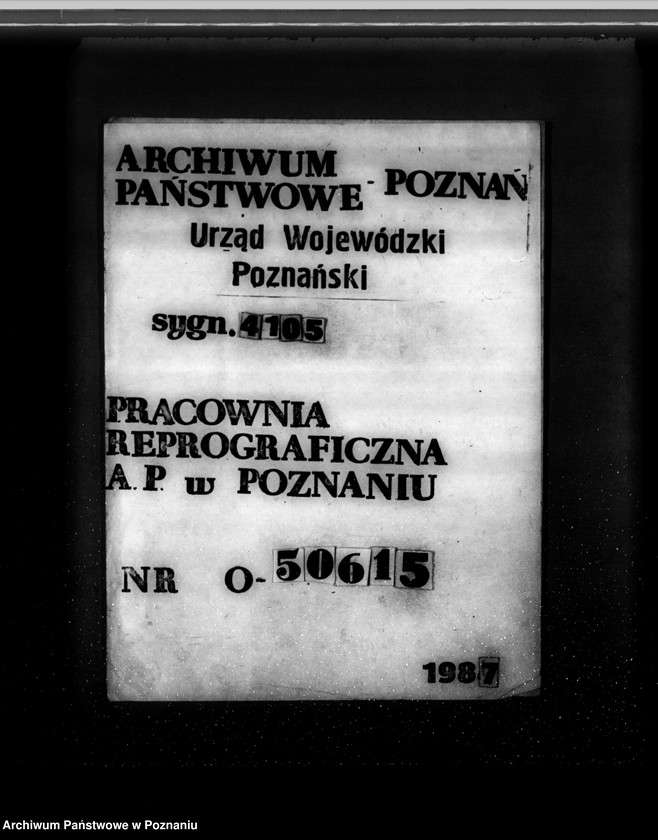 ARCHIWUM
PAŃSTWOWE - POZNAŃ
Urząd Wojewódzki
Poznański
sygn. 4105
PRACOWNIA
REPROGRAFICZNA
A. P. w POZNANIU
NR O-50615
1987
Archiwum Państwowe w Poznaniu